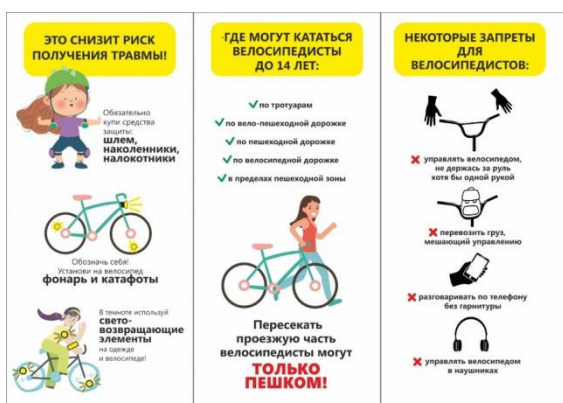 ЭТО СНИЗИТ РИСК
ПОЛУЧЕНИЯ ТРАВМЫ!
Обязательно
купи средства
защиты:
шлем,
наколенники,
налокотники
Обозначь себя!
Установи на велосипед
фонарь и катафоты
В темноте используй
свето-
возвращающие
элементы
на одежде
и велосипеде!
ГДЕ МОГУТ КАТАТЬСЯ
ВЕЛОСИПЕДИСТЫ
ДО 14 ЛЕТ:
по тротуарам
по вело-пешеходной дорожке
по пешеходной дорожке
по велосипедной дорожке
в пределах пешеходной зоны
Пересекать
проезжую часть
велосипедисты могут
ТОЛЬКО
ПЕШКОМ!
НЕКОТОРЫЕ ЗАПРЕТЫ
ДЛЯ
ВЕЛОСИПЕДИСТОВ:
управлять велосипедом,
не держась за руль
хотя бы одной рукой
перевозить груз,
мешающий управлению
разговаривать по телефону
без гарнитуры
управлять велосипедом
в наушниках